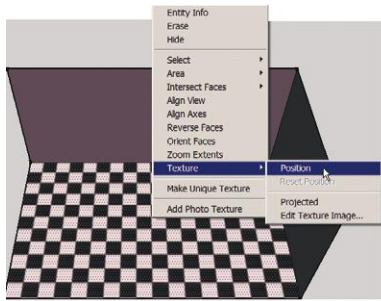 Entity Info
Erase
Hide
Select
Area
Intersect Faces
Align View
Align Axes
Reverse Faces
Orient Faces
Zoom Extents
Texture
Make Unique Texture
Add Photo Texture
Position
Reset Position
Projected
Edit Texture Image...